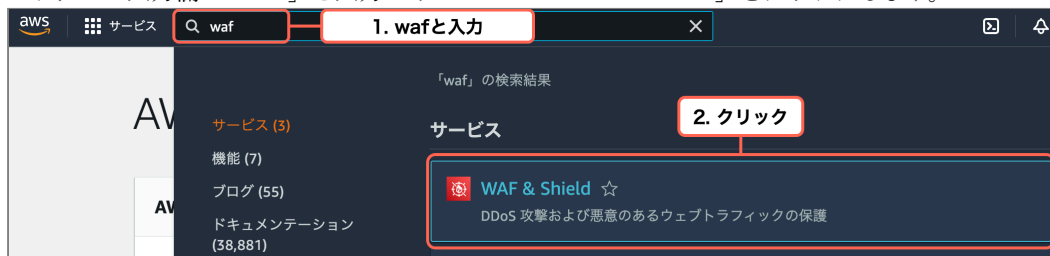 aws サービス waf 1. wafと入力
「waf」の検索結果
AV
サービス (3)
サービス
2. クリック
機能 (7)
ブログ (55)
WAF & Shield
AV
DDoS 攻撃および悪意のあるウェブトラフィックの保護
ドキュメンテーション
(38,881)